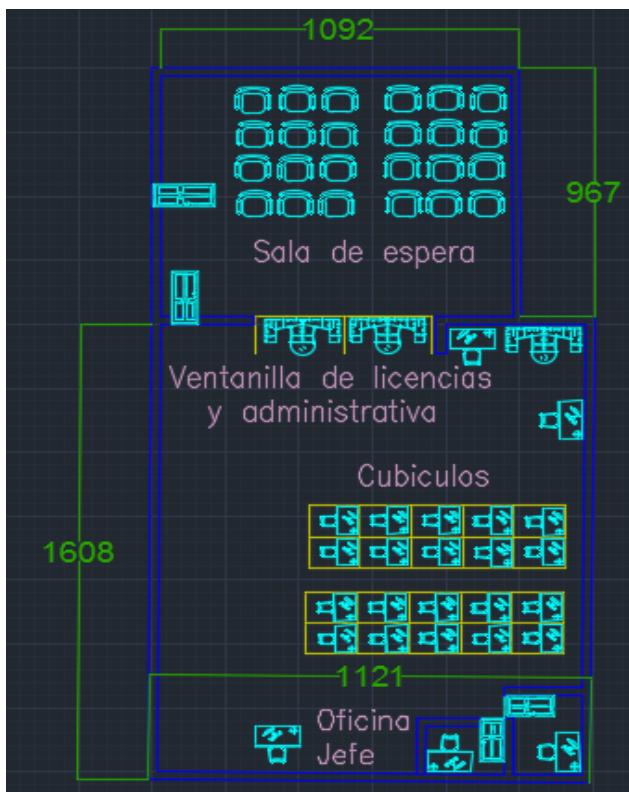 1092
967
Sala de espera
Ventanilla de licencias
y administrativa
Cubiculos
1608
1121
Oficina
Jefe